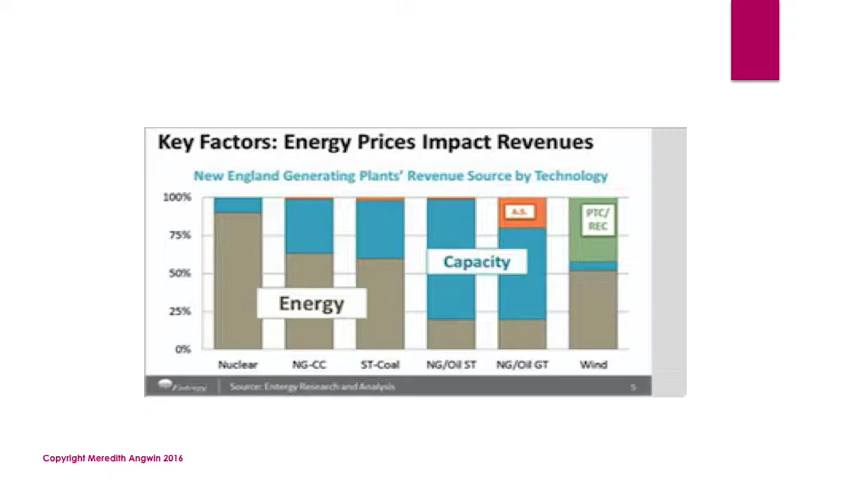 Key Factors: Energy Prices Impact Revenues
New England Generating Plants' Revenue Source by Technology
100%
75%
50%
25%
0%
A.S.
PTC/
REC
Capacity
Energy
Nuclear
NG-CC
ST-Coal
NG/Oil ST
NG/Oil GT
Wind
Entergy
Source: Entergy Research and Analysis
5
Copyright Meredith Angwin 2016